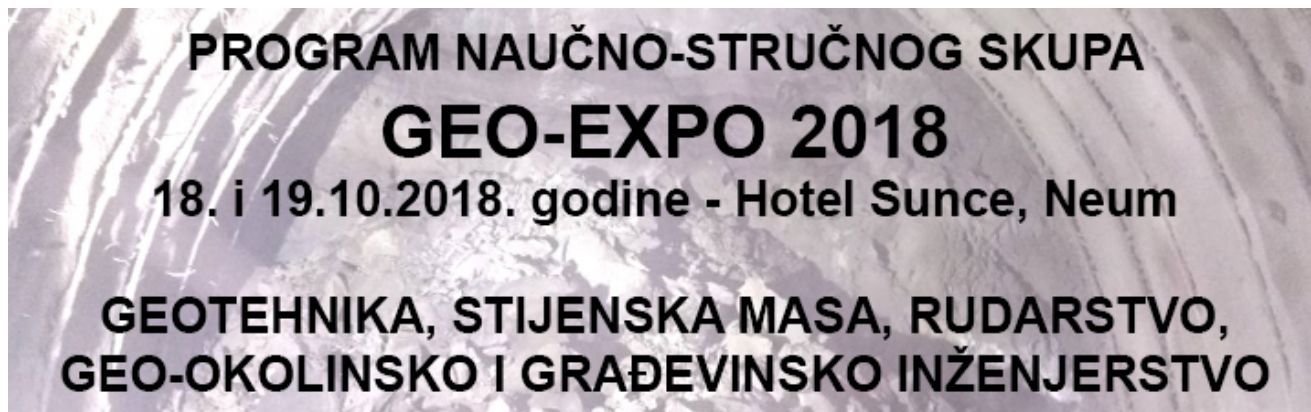 PROGRAM NAUČNO-STRUČNOG SKUPA
GEO-EXPO 2018
18. i 19.10.2018. godine - Hotel Sunce, Neum
GEOTEHNIKA, STIJENSKA MASA, RUDARSTVO,
GEO-OKOLINSKO I GRAĐEVINSKO INŽENJERSTVO